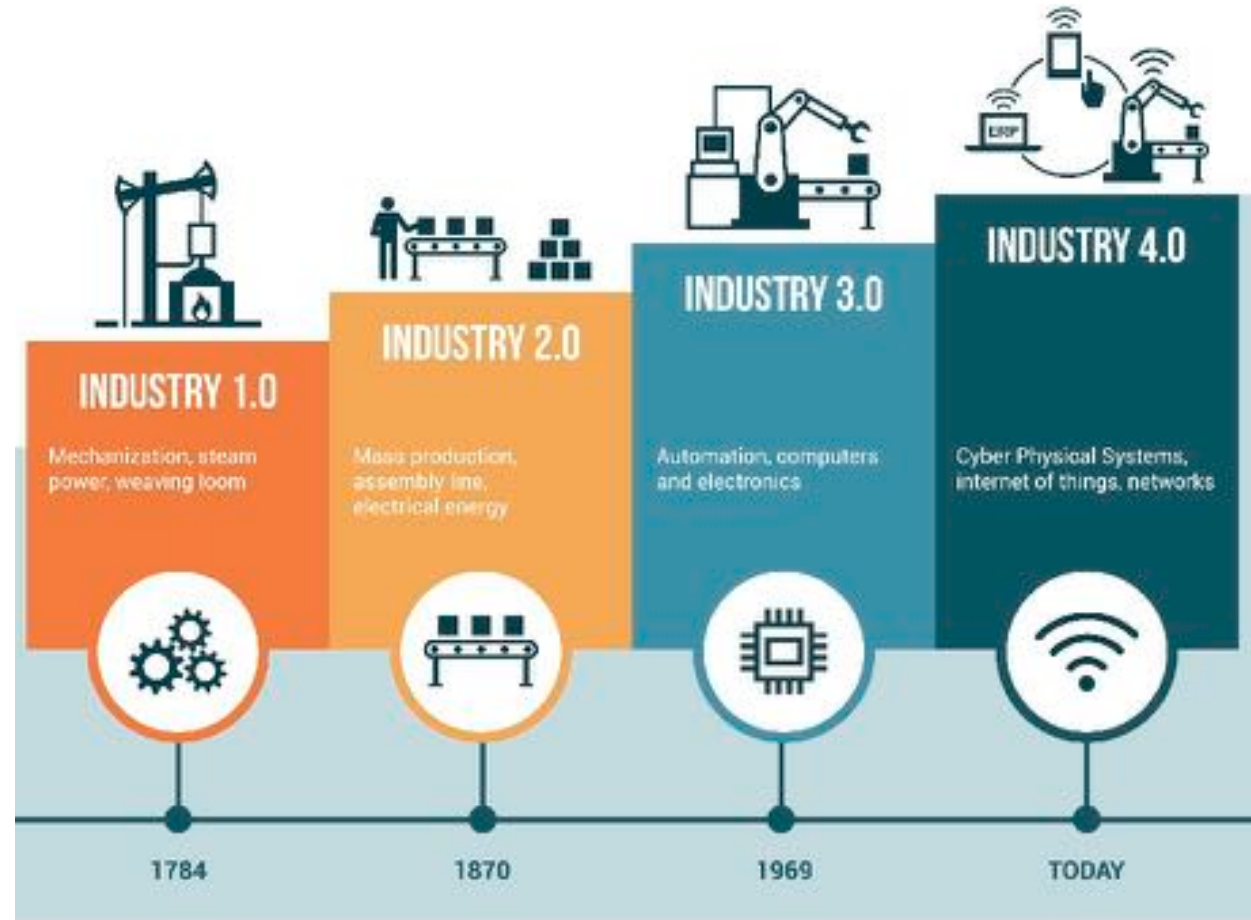 ERP
INDUSTRY 4.0
INDUSTRY 3.0
INDUSTRY 2.0
INDUSTRY 1.0
Mechanization, steam
power, weaving loom
Mass production,
assembly line,
electrical energy
Automation, computers
and electronics
Cyber Physical Systems,
internet of things, networks
1784
1870
1969
TODAY